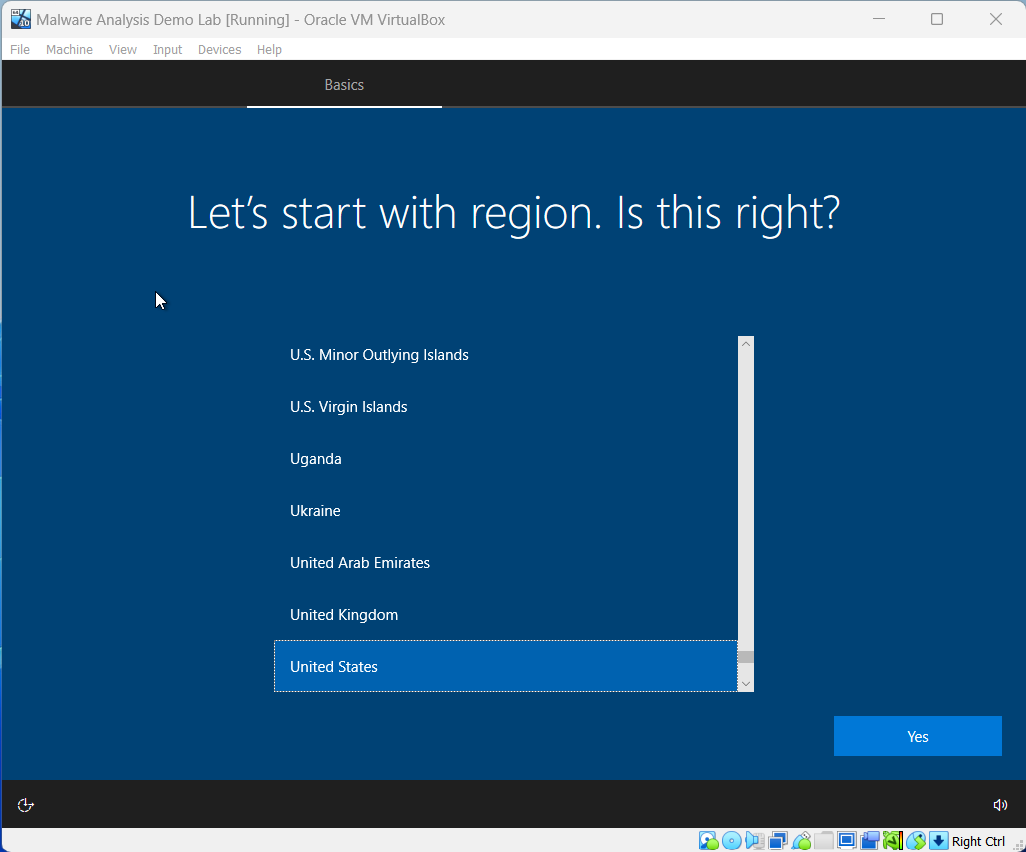 Malware Analysis Demo Lab [Running] - Oracle VM VirtualBox
File Machine View Input Devices Help
Basics
Let's start with region. Is this right?
U.S. Minor Outlying Islands
U.S. Virgin Islands
Uganda
Ukraine
United Arab Emirates
United Kingdom
United States
Yes
Right Ctrl